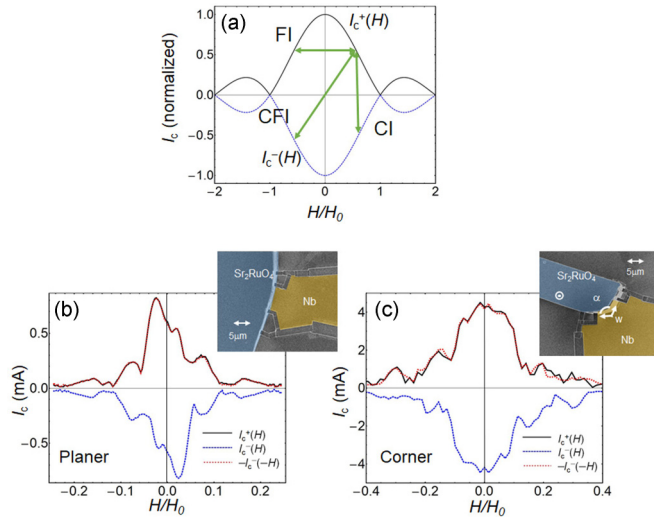 (a)
I_c (normalized)
1.0
0.5
0.0
-0.5
-1.0
FI
I_c⁺(H)
CFI
CI
I_c⁻(H)
−2
−1
0
1
2
H/H_0
(b)
Sr₂RuO₄
Nb
5μm
I_c (mA)
0.5
0.0
-0.5
I_c⁺(H)
I_c⁻(H)
−I_c⁻(−H)
Planer
-0.2
-0.1
0.0
0.1
0.2
H/H_0
(c)
5μm
Sr₂RuO₄
α
w
Nb
I_c (mA)
4
2
0
−2
−4
I_c⁺(H)
I_c⁻(H)
−I_c⁻(−H)
Corner
-0.4
-0.2
0.0
0.2
0.4
H/H_0